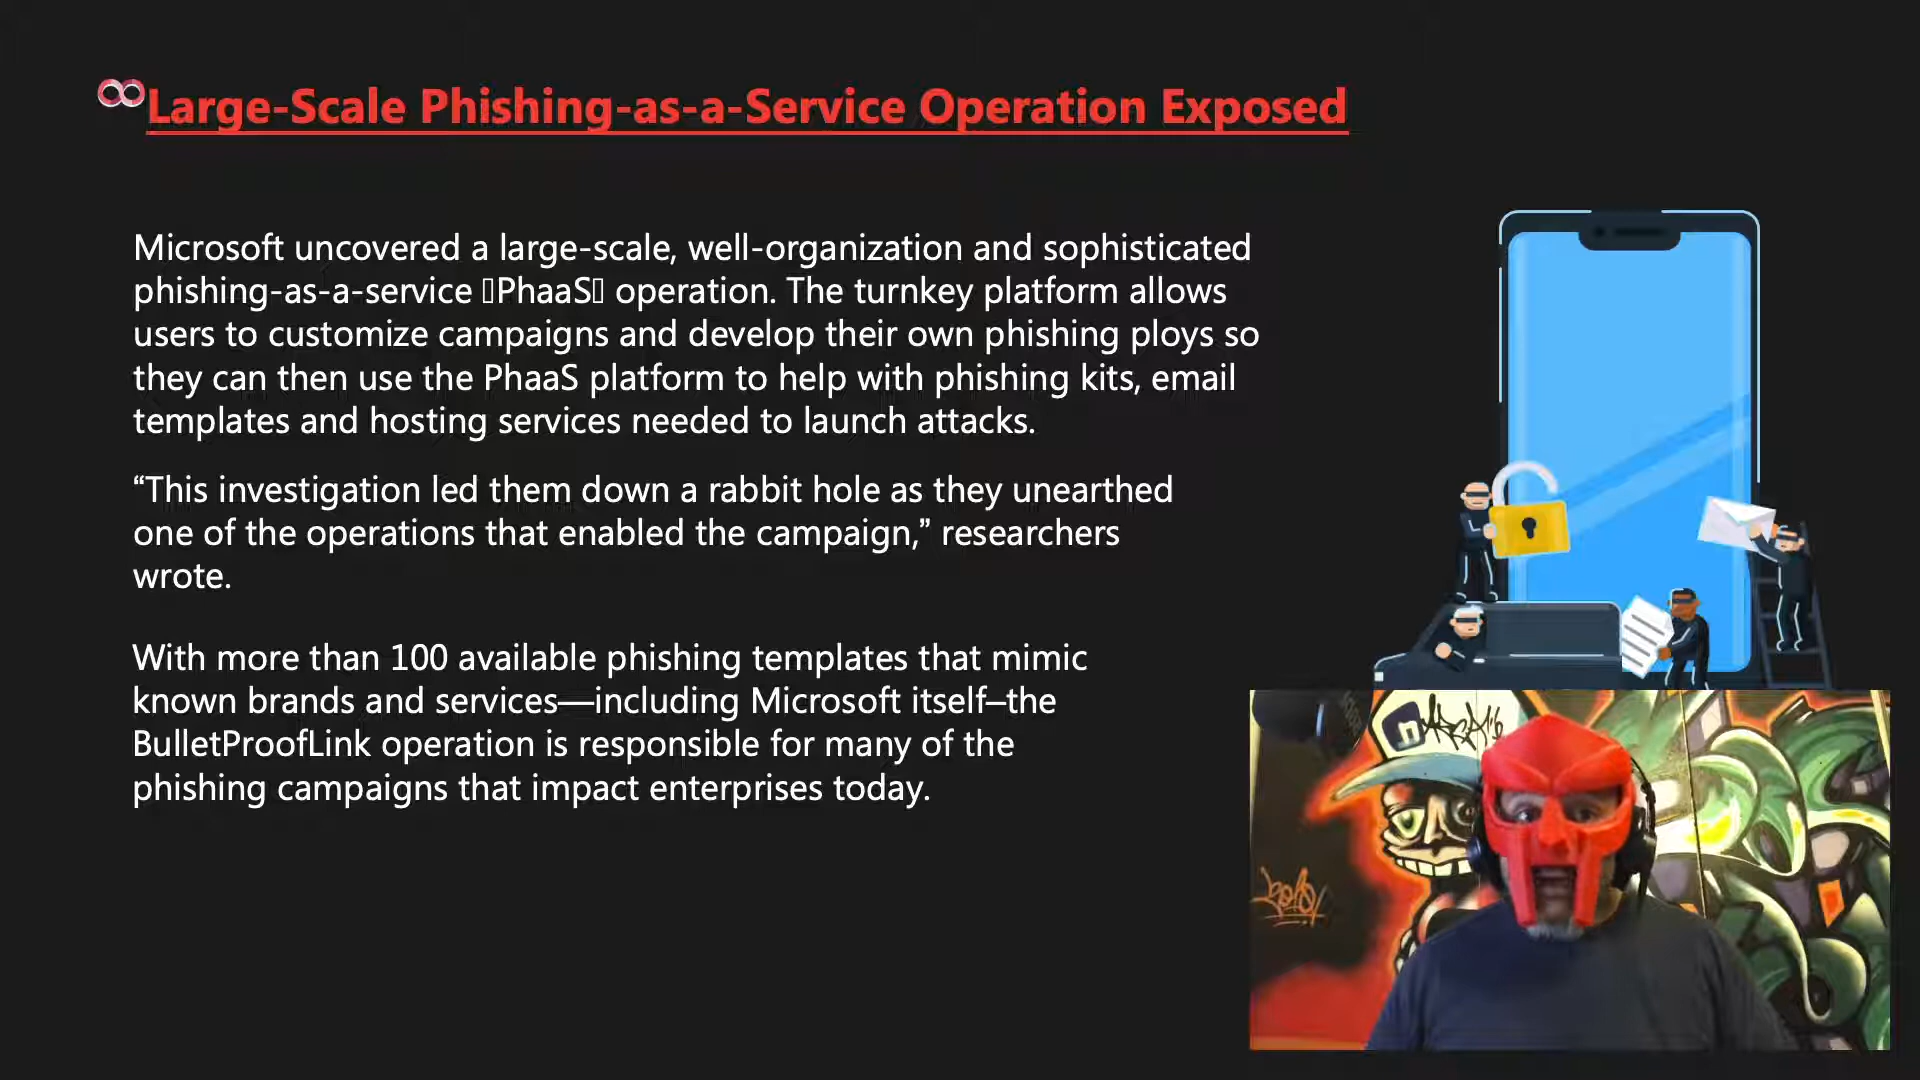 Large-Scale Phishing-as-a-Service Operation Exposed
Microsoft uncovered a large-scale, well-organization and sophisticated
phishing-as-a-service PhaaS operation. The turnkey platform allows
users to customize campaigns and develop their own phishing ploys so
they can then use the PhaaS platform to help with phishing kits, email
templates and hosting services needed to launch attacks.
“This investigation led them down a rabbit hole as they unearthed
one of the operations that enabled the campaign,” researchers
wrote.
With more than 100 available phishing templates that mimic
known brands and services—including Microsoft itself–the
BulletProofLink operation is responsible for many of the
phishing campaigns that impact enterprises today.